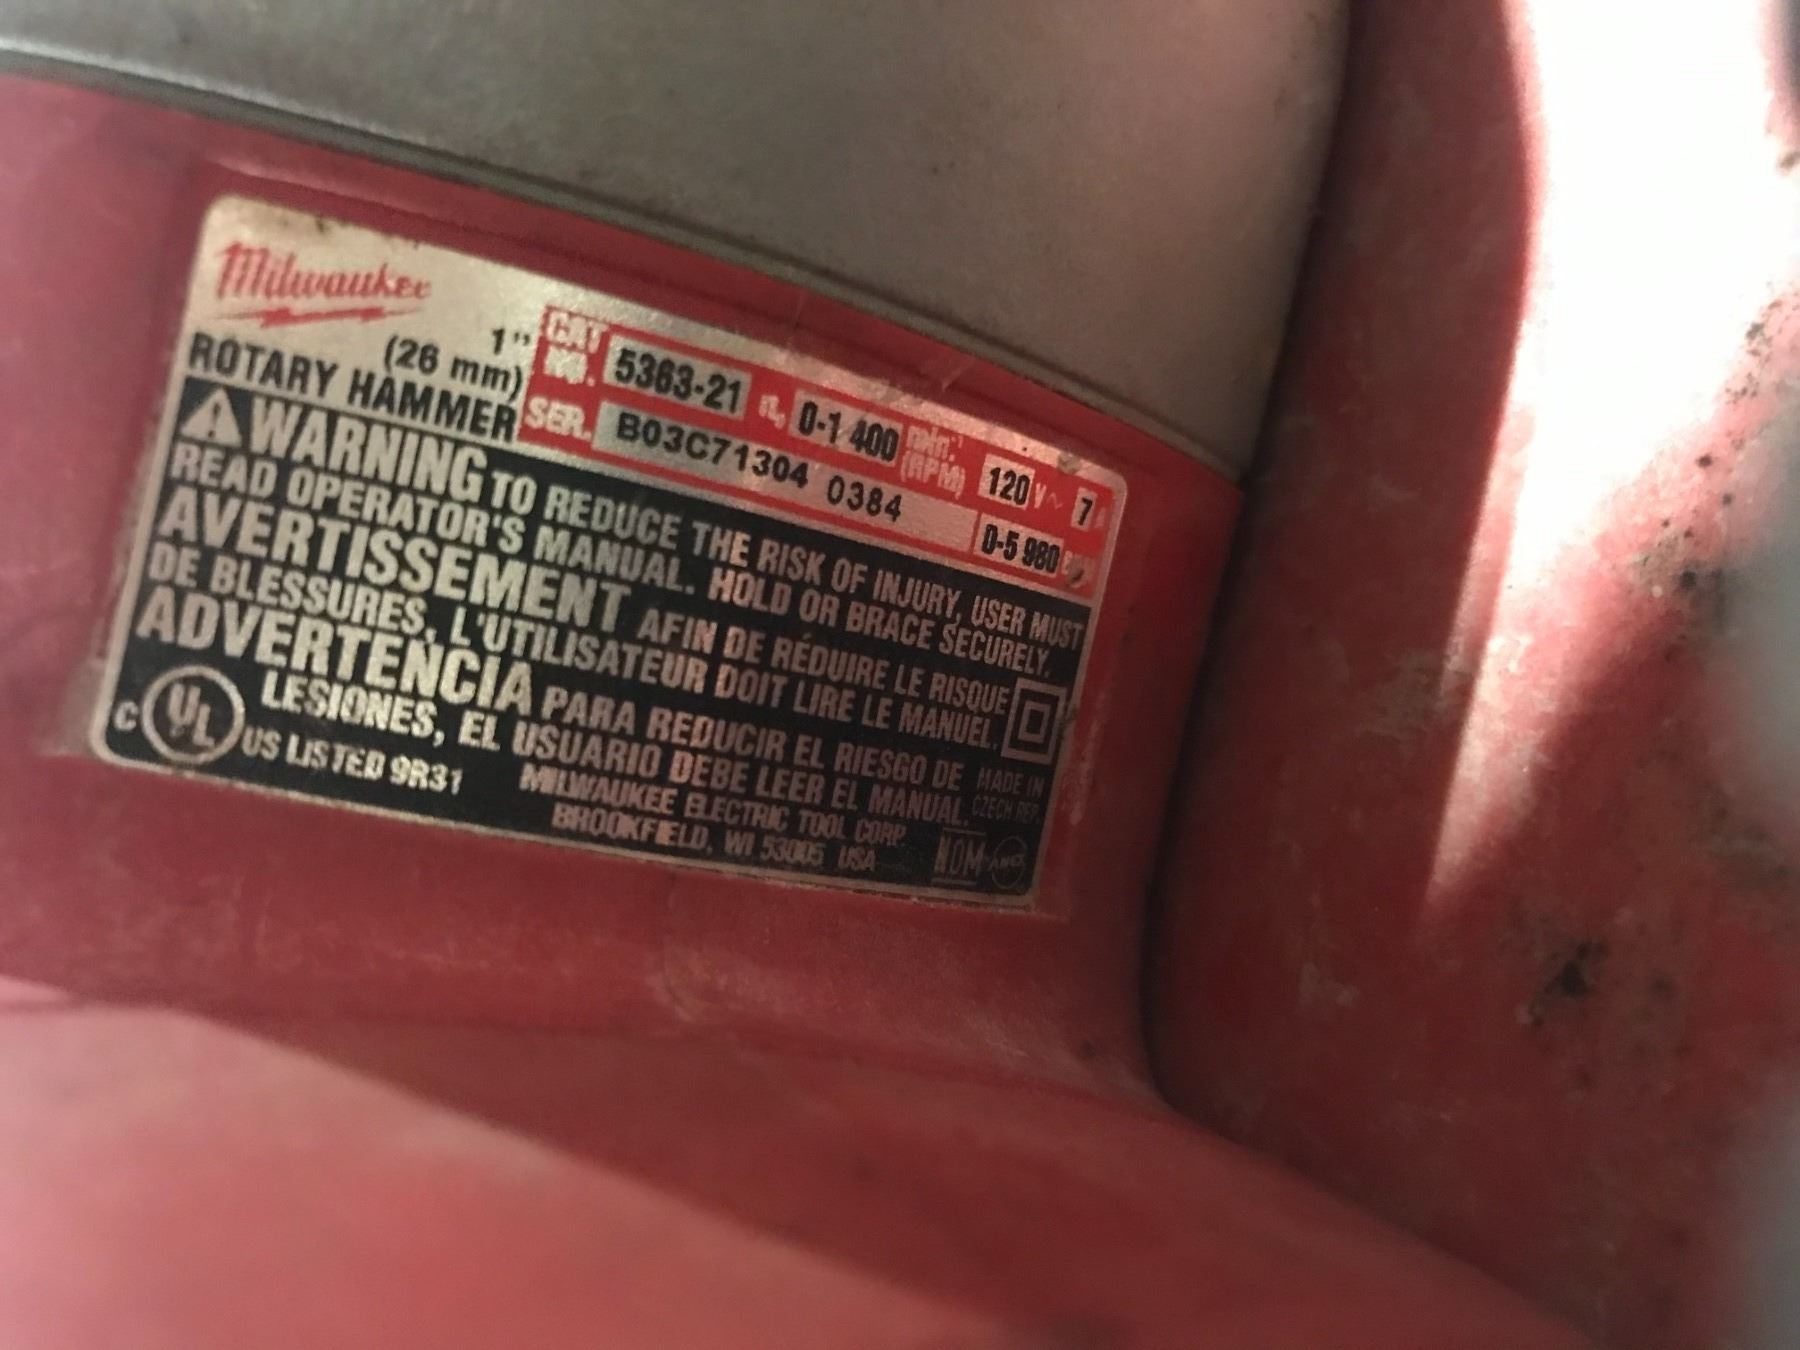 Milwaukee
1"
(26 mm)
ROTARY HAMMER
CAT
NO. 5363-21 n₀ 0-1 400 min⁻¹ (RPM) 120 V~ 7 A
SER. B03C71304 0384 0-5 980
WARNING TO REDUCE THE RISK OF INJURY, USER MUST
READ OPERATOR'S MANUAL. HOLD OR BRACE SECURELY.
AVERTISSEMENT AFIN DE RÉDUIRE LE RISQUE
DE BLESSURES, L'UTILISATEUR DOIT LIRE LE MANUEL.
ADVERTENCIA PARA REDUCIR EL RIESGO DE
LESIONES, EL USUARIO DEBE LEER EL MANUAL.
MADE IN
CZECH REP.
C UL US LISTED 9R31
MILWAUKEE ELECTRIC TOOL CORP.
BROOKFIELD, WI 53005 USA
NOM ANCE